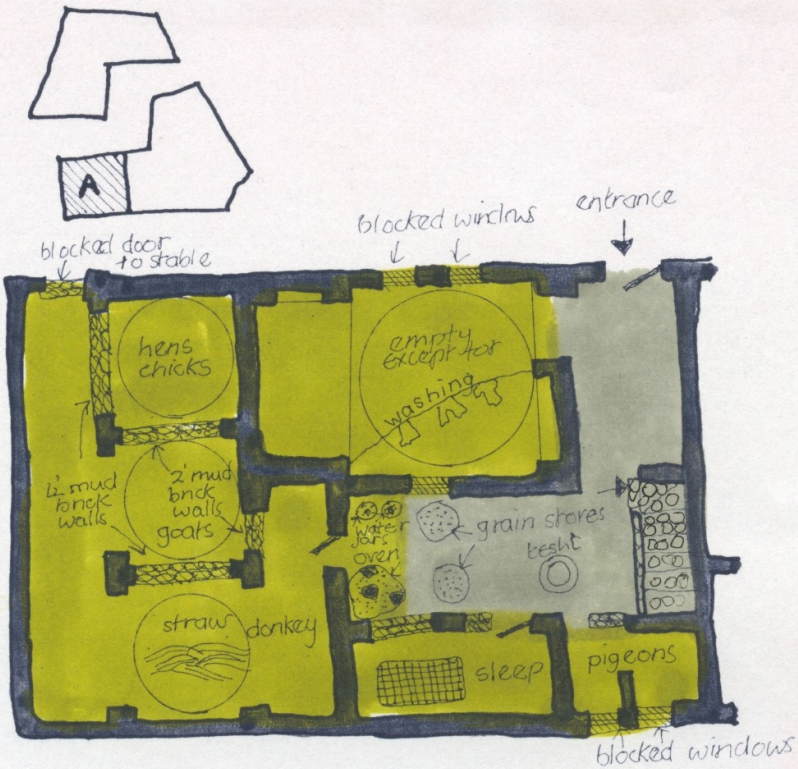 A
entrance
blocked windows
blocked door
to stable
hens
chicks
empty
except for
washing
1½' mud
brick
walls
2' mud
brick
walls
goats
water
jars
oven
grain stores
tesht
straw
donkey
sleep
pigeons
blocked windows